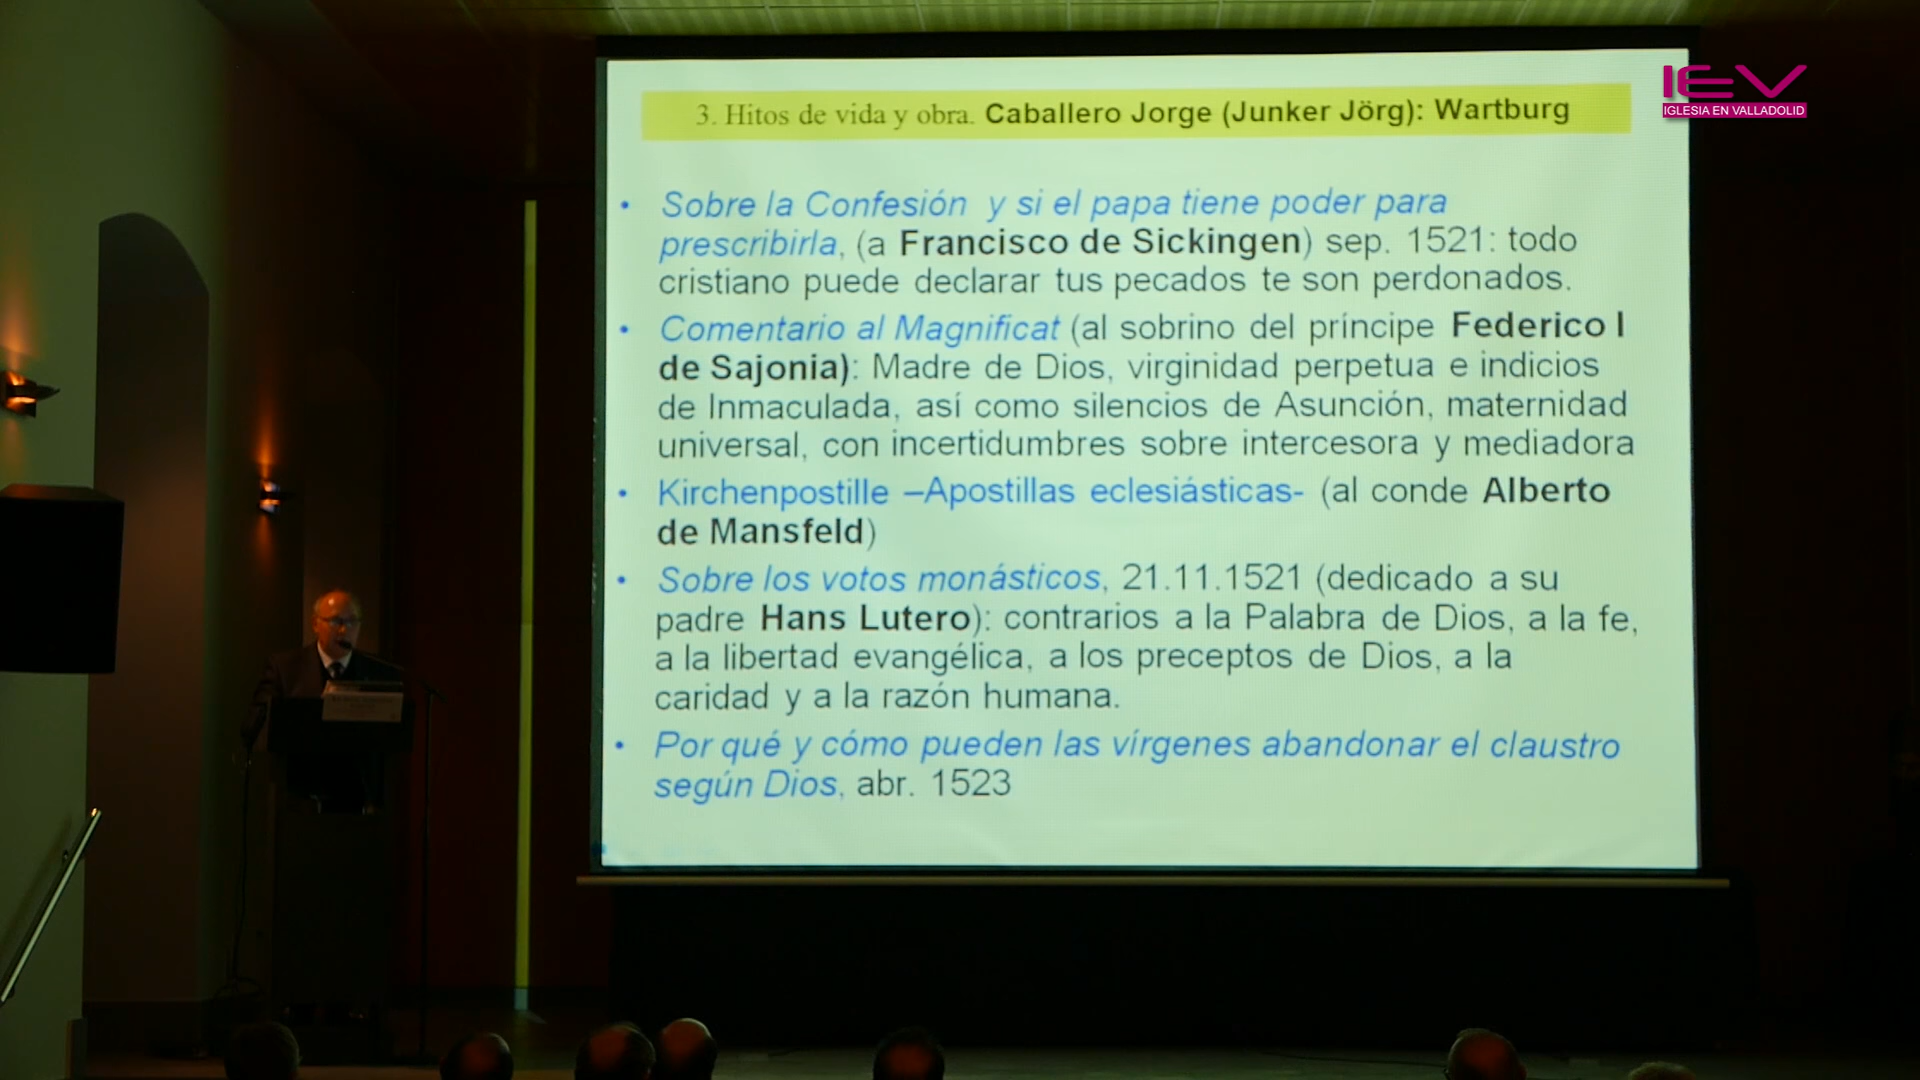 IEV
IGLESIA EN VALLADOLID
3. Hitos de vida y obra. Caballero Jorge (Junker Jörg): Wartburg
• Sobre la Confesión y si el papa tiene poder para
prescribirla, (a Francisco de Sickingen) sep. 1521: todo
cristiano puede declarar tus pecados te son perdonados.
• Comentario al Magnificat (al sobrino del príncipe Federico I
de Sajonia): Madre de Dios, virginidad perpetua e indicios
de Inmaculada, así como silencios de Asunción, maternidad
universal, con incertidumbres sobre intercesora y mediadora
• Kirchenpostille –Apostillas eclesiásticas- (al conde Alberto
de Mansfeld)
• Sobre los votos monásticos, 21.11.1521 (dedicado a su
padre Hans Lutero): contrarios a la Palabra de Dios, a la fe,
a la libertad evangélica, a los preceptos de Dios, a la
caridad y a la razón humana.
• Por qué y cómo pueden las vírgenes abandonar el claustro
según Dios, abr. 1523